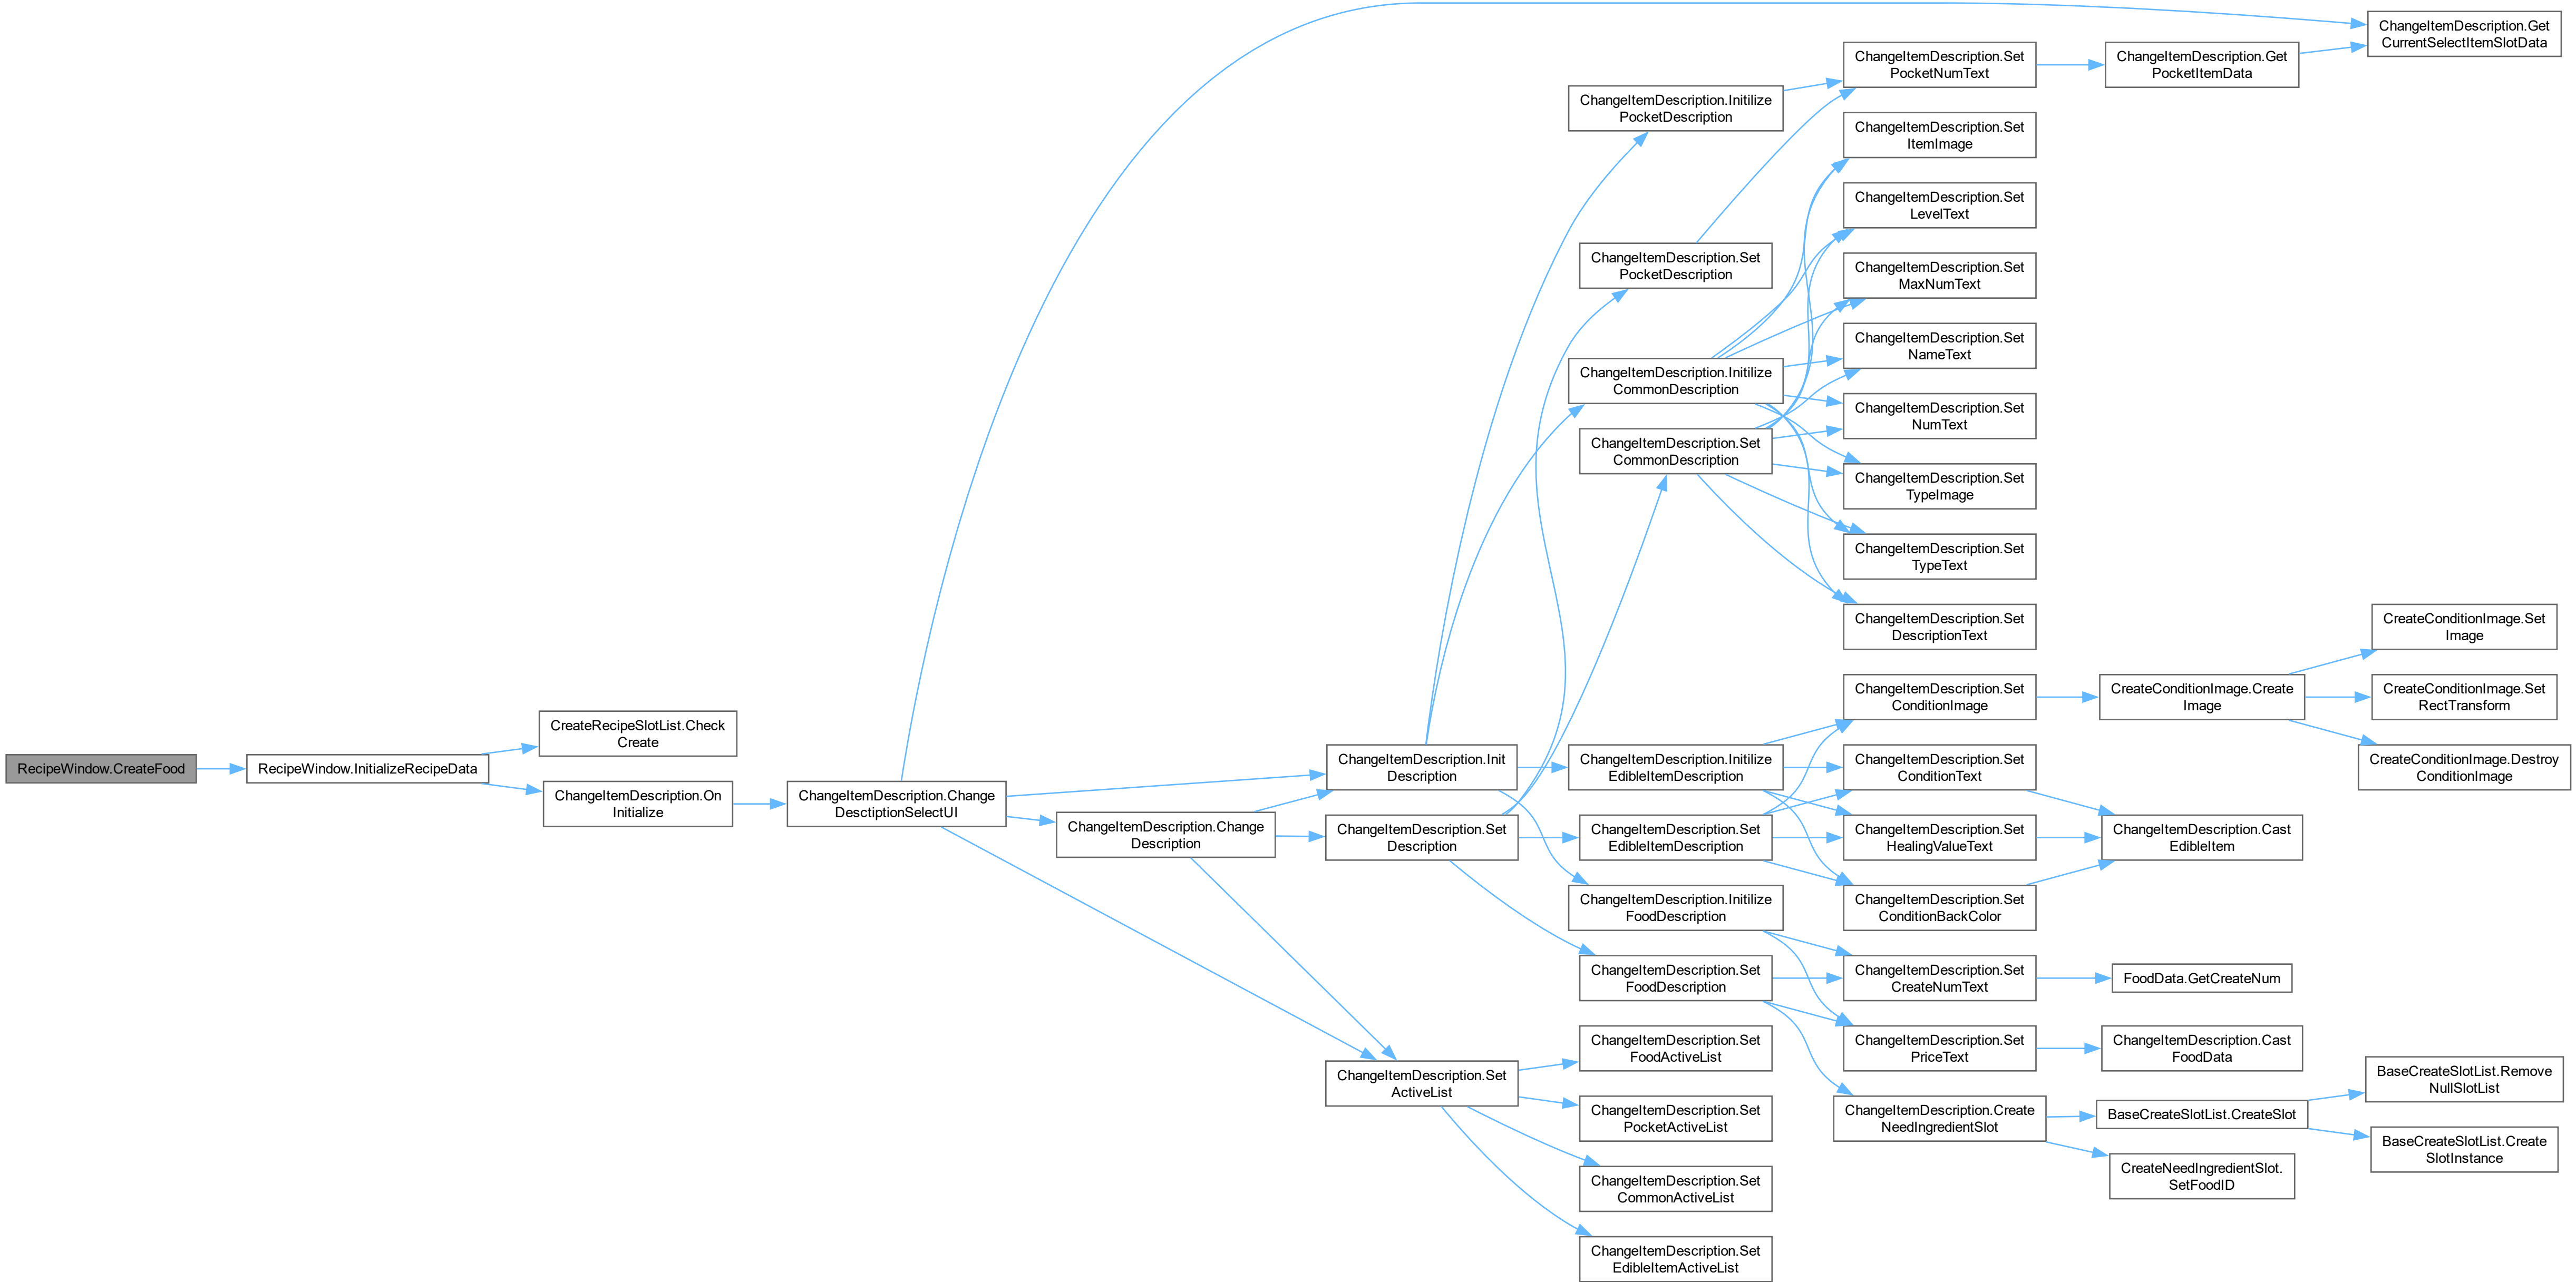 RecipeWindow.CreateFood
RecipeWindow.InitializeRecipeData
CreateRecipeSlotList.Check
Create
ChangeItemDescription.On
Initialize
ChangeItemDescription.Change
DesctiptionSelectUI
ChangeItemDescription.Change
Description
ChangeItemDescription.Init
Description
ChangeItemDescription.Set
Description
ChangeItemDescription.Set
ActiveList
ChangeItemDescription.Initilize
PocketDescription
ChangeItemDescription.Set
PocketDescription
ChangeItemDescription.Initilize
CommonDescription
ChangeItemDescription.Set
CommonDescription
ChangeItemDescription.Initilize
EdibleItemDescription
ChangeItemDescription.Set
EdibleItemDescription
ChangeItemDescription.Initilize
FoodDescription
ChangeItemDescription.Set
FoodDescription
ChangeItemDescription.Set
FoodActiveList
ChangeItemDescription.Set
PocketActiveList
ChangeItemDescription.Set
CommonActiveList
ChangeItemDescription.Set
EdibleItemActiveList
ChangeItemDescription.Set
PocketNumText
ChangeItemDescription.Set
ItemImage
ChangeItemDescription.Set
LevelText
ChangeItemDescription.Set
MaxNumText
ChangeItemDescription.Set
NameText
ChangeItemDescription.Set
NumText
ChangeItemDescription.Set
TypeImage
ChangeItemDescription.Set
TypeText
ChangeItemDescription.Set
DescriptionText
ChangeItemDescription.Set
ConditionImage
ChangeItemDescription.Set
ConditionText
ChangeItemDescription.Set
HealingValueText
ChangeItemDescription.Set
ConditionBackColor
ChangeItemDescription.Set
CreateNumText
ChangeItemDescription.Set
PriceText
ChangeItemDescription.Create
NeedIngredientSlot
ChangeItemDescription.Get
PocketItemData
CreateConditionImage.Create
Image
ChangeItemDescription.Cast
EdibleItem
FoodData.GetCreateNum
ChangeItemDescription.Cast
FoodData
BaseCreateSlotList.CreateSlot
CreateNeedIngredientSlot.
SetFoodID
ChangeItemDescription.Get
CurrentSelectItemSlotData
CreateConditionImage.Set
Image
CreateConditionImage.Set
RectTransform
CreateConditionImage.Destroy
ConditionImage
BaseCreateSlotList.Remove
NullSlotList
BaseCreateSlotList.Create
SlotInstance